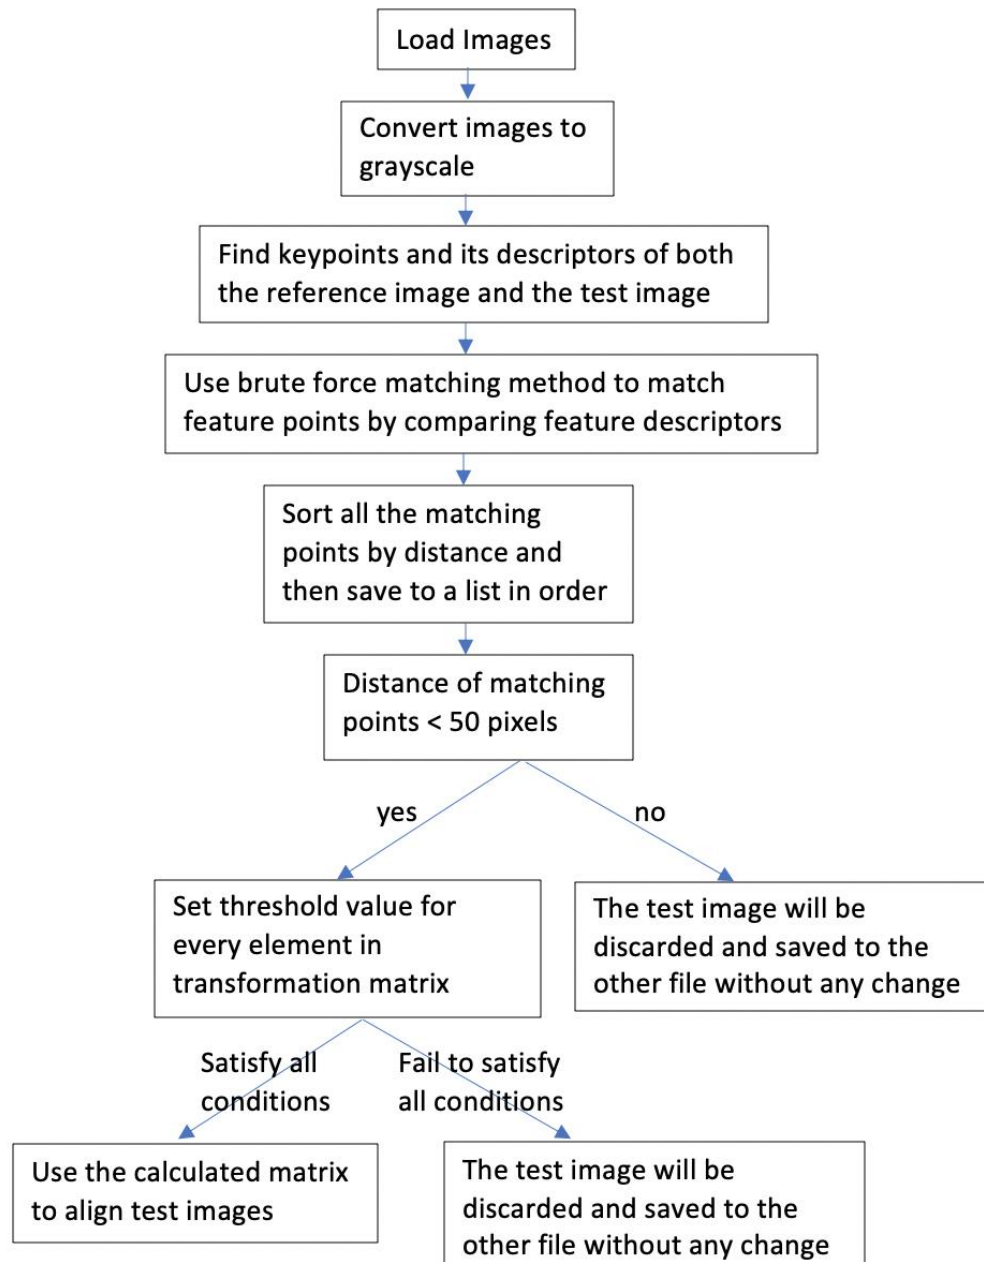 Load Images
Convert images to
grayscale
Find keypoints and its descriptors of both
the reference image and the test image
Use brute force matching method to match
feature points by comparing feature descriptors
Sort all the matching
points by distance and
then save to a list in order
Distance of matching
points < 50 pixels
yes
no
Set threshold value for
every element in
transformation matrix
The test image will be
discarded and saved to the
other file without any change
Satisfy all
conditions
Fail to satisfy
all conditions
Use the calculated matrix
to align test images
The test image will be
discarded and saved to the
other file without any change